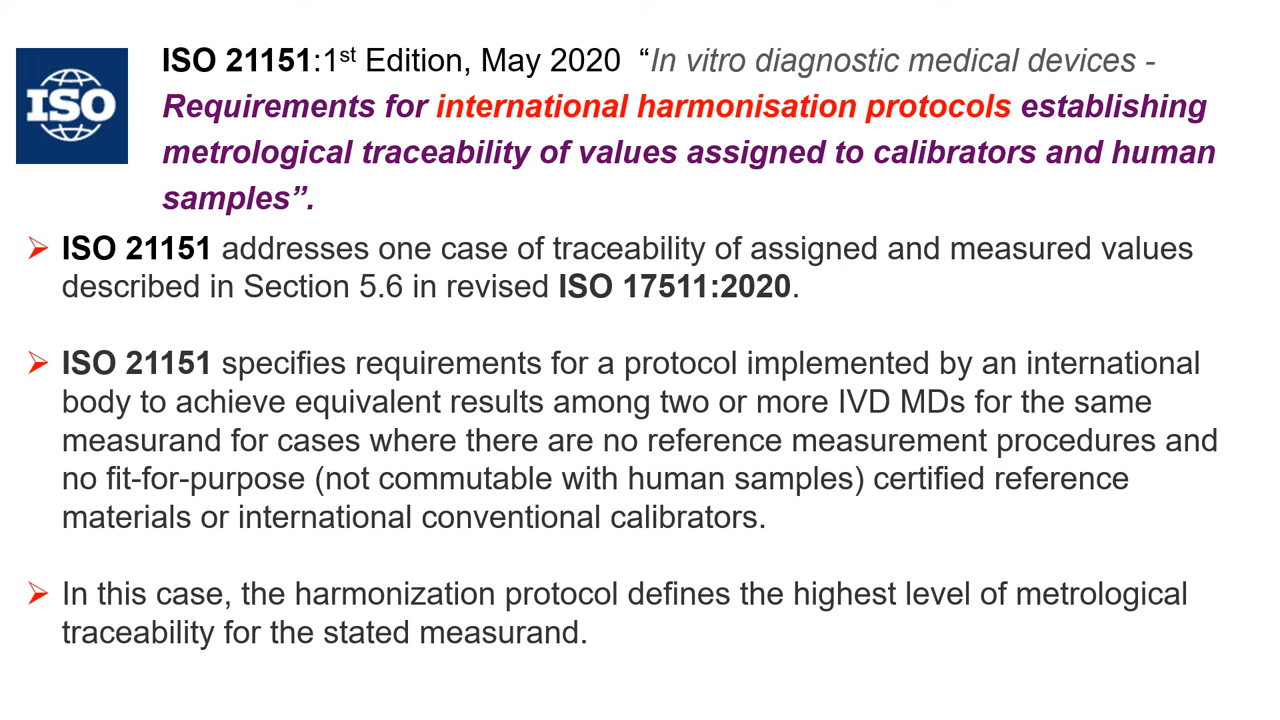 ISO
ISO 21151:1st Edition, May 2020 “In vitro diagnostic medical devices -
Requirements for international harmonisation protocols establishing
metrological traceability of values assigned to calibrators and human
samples”.
➢ ISO 21151 addresses one case of traceability of assigned and measured values
described in Section 5.6 in revised ISO 17511:2020.
➢ ISO 21151 specifies requirements for a protocol implemented by an international
body to achieve equivalent results among two or more IVD MDs for the same
measurand for cases where there are no reference measurement procedures and
no fit-for-purpose (not commutable with human samples) certified reference
materials or international conventional calibrators.
➢ In this case, the harmonization protocol defines the highest level of metrological
traceability for the stated measurand.